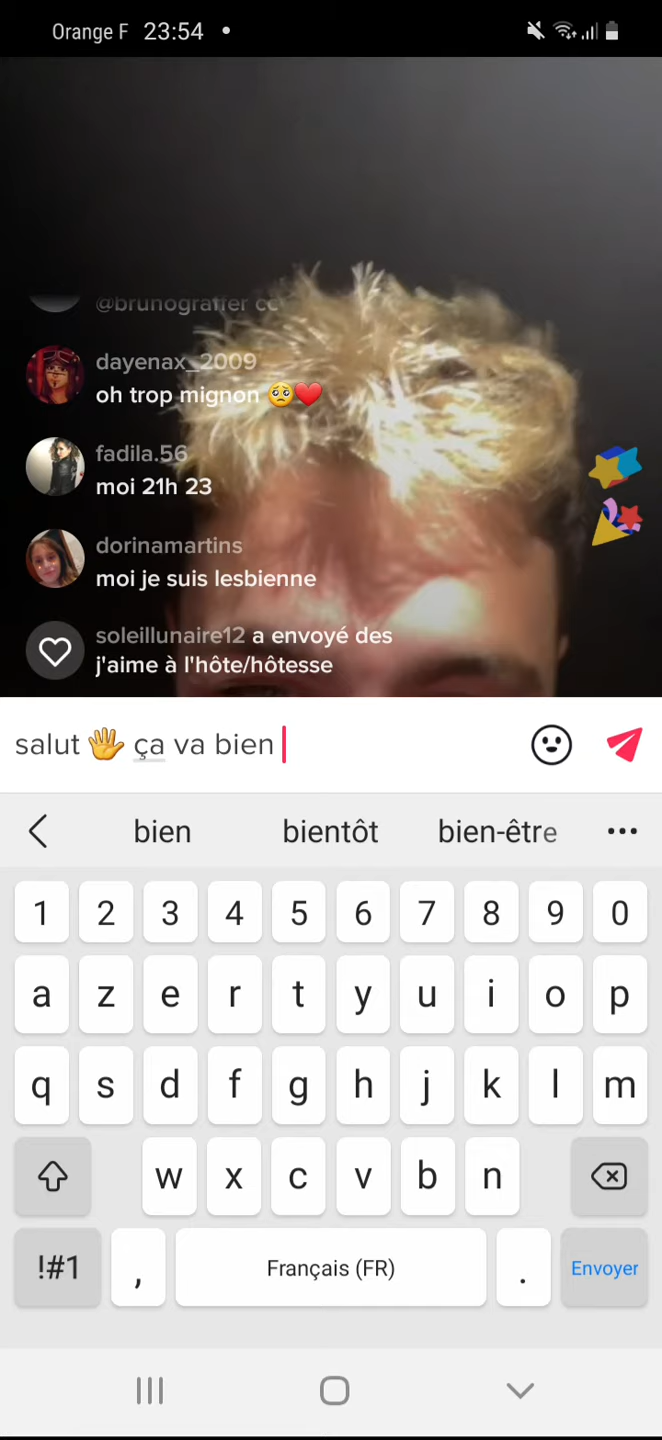 Orange F 23:54
@brunograffer cc
dayenax_2009
oh trop mignon 🥺❤️
fadila.56
moi 21h 23
dorinamartins
moi je suis lesbienne
soleillunaire12 a envoyé des
j'aime à l'hôte/hôtesse
salut 👋 ça va bien
bien bientôt bien-être
1 2 3 4 5 6 7 8 9 0
a z e r t y u i o p
q s d f g h j k l m
w x c v b n
!#1 , Français (FR) . Envoyer